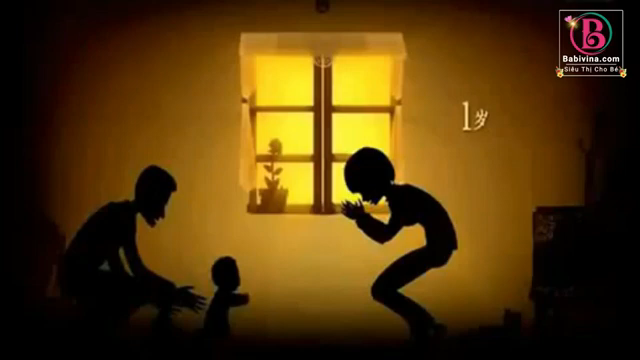 1岁
Babivina.com
Siêu Thị Cho Bé